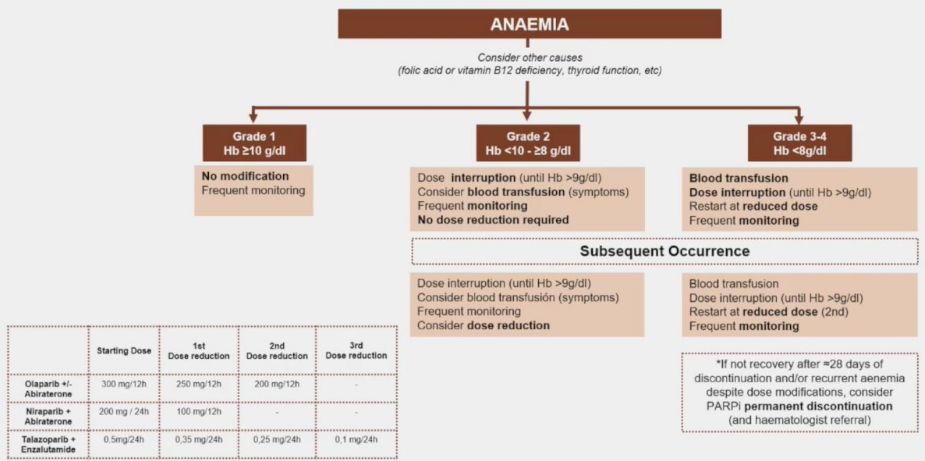 ANAEMIA
Consider other causes
(folic acid or vitamin B12 deficiency, thyroid function, etc)
Grade 1
Hb ≥10 g/dl
No modification
Frequent monitoring
Grade 2
Hb <10 - ≥8 g/dl
Dose interruption (until Hb >9g/dl)
Consider blood transfusion (symptoms)
Frequent monitoring
No dose reduction required
Grade 3-4
Hb <8g/dl
Blood transfusion
Dose interruption (until Hb >9g/dl)
Restart at reduced dose
Frequent monitoring
Subsequent Occurrence
Dose interruption (until Hb >9g/dl)
Consider blood transfusión (symptoms)
Frequent monitoring
Consider dose reduction
Blood transfusion
Dose interruption (until Hb >9g/dl)
Restart at reduced dose (2nd)
Frequent monitoring
*If not recovery after ≈28 days of
discontinuation and/or recurrent aenemia
despite dose modifications, consider
PARPi permanent discontinuation
(and haematologist referral)
Starting Dose
1st
Dose reduction
2nd
Dose reduction
3rd
Dose reduction
Olaparib +/-
Abiraterone
300 mg/12h
250 mg/12h
200 mg/12h
-
Niraparib +
Abiraterone
200 mg / 24h
100 mg/12h
-
-
Talazoparib +
Enzalutamide
0.5mg/24h
0,35 mg/24h
0,25 mg/24h
0,1 mg/24h